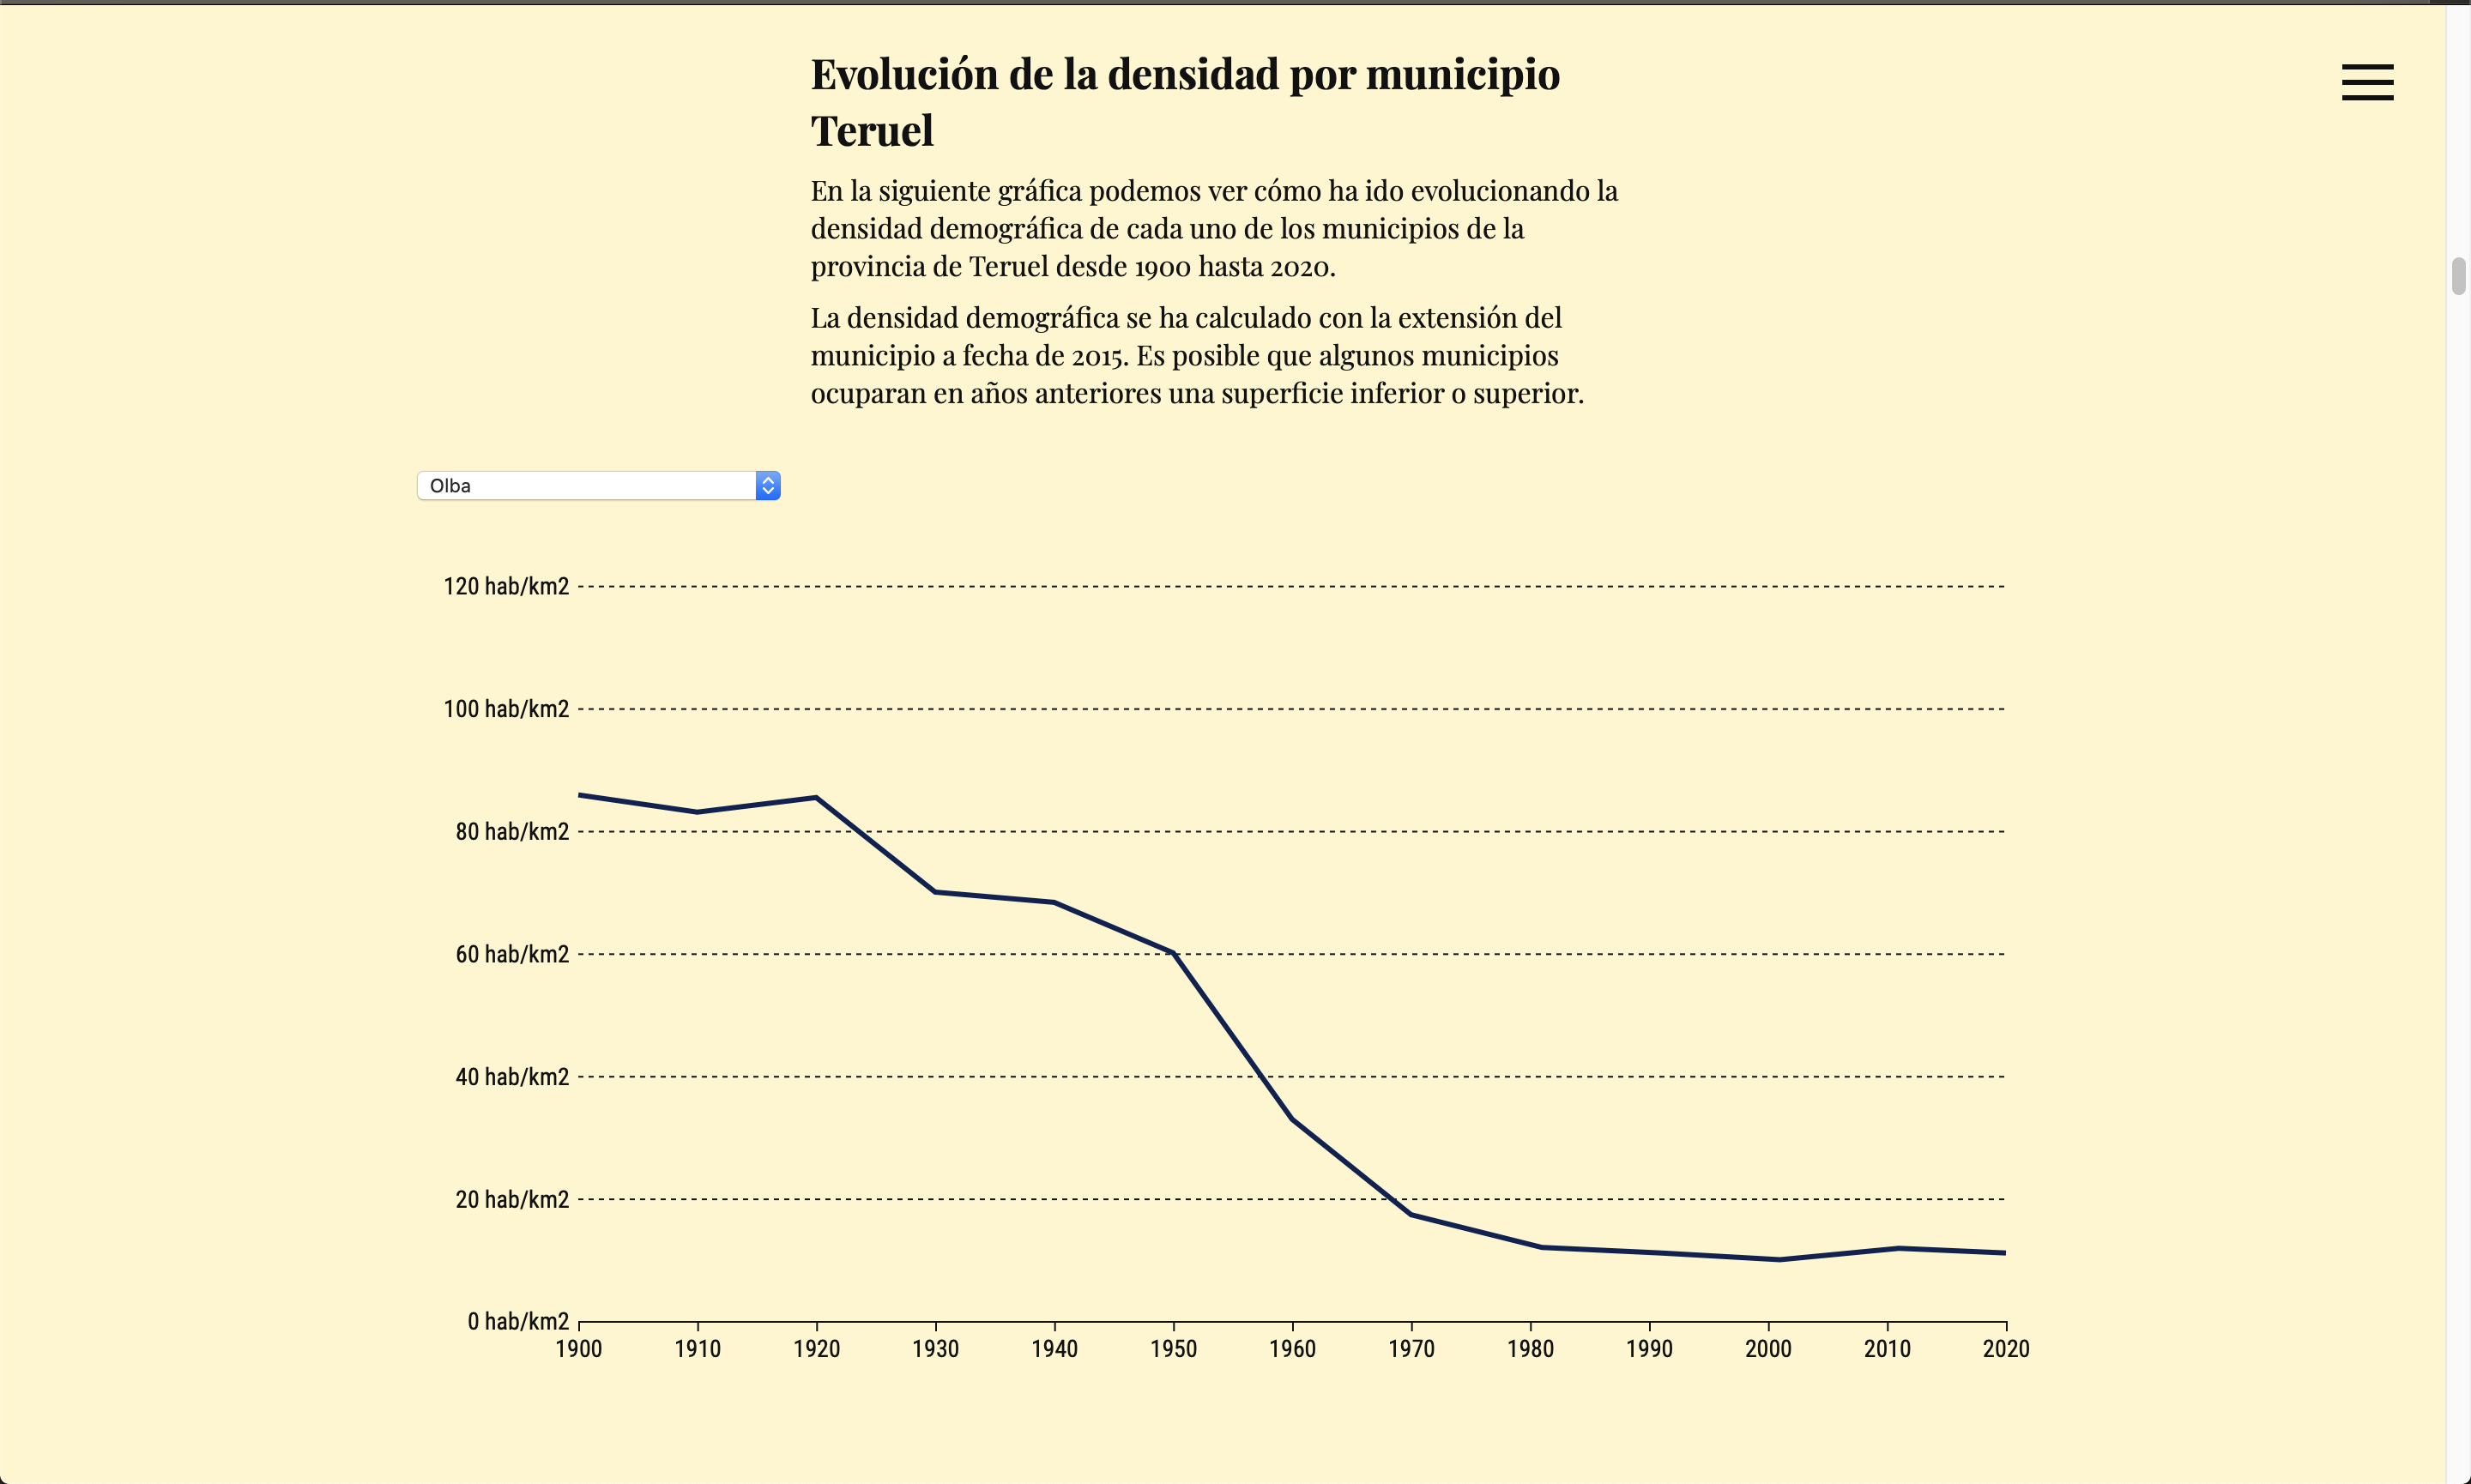 Evolución de la densidad por municipio
Teruel
En la siguiente gráfica podemos ver cómo ha ido evolucionando la
densidad demográfica de cada uno de los municipios de la
provincia de Teruel desde 1900 hasta 2020.
La densidad demográfica se ha calculado con la extensión del
municipio a fecha de 2015. Es posible que algunos municipios
ocuparan en años anteriores una superficie inferior o superior.
Olba
120 hab/km2
100 hab/km2
80 hab/km2
60 hab/km2
40 hab/km2
20 hab/km2
0 hab/km2
1900 1910 1920 1930 1940 1950 1960 1970 1980 1990 2000 2010 2020